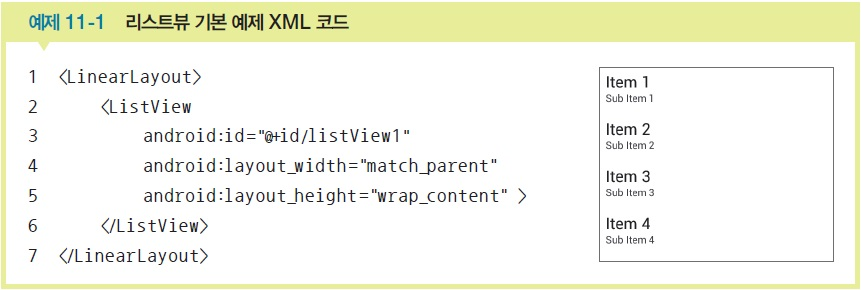 예제 11-1 리스트뷰 기본 예제 XML 코드
1 <LinearLayout>
2 <ListView
3 android:id="@+id/listView1"
4 android:layout_width="match_parent"
5 android:layout_height="wrap_content" >
6 </ListView>
7 </LinearLayout>
Item 1
Sub Item 1
Item 2
Sub Item 2
Item 3
Sub Item 3
Item 4
Sub Item 4